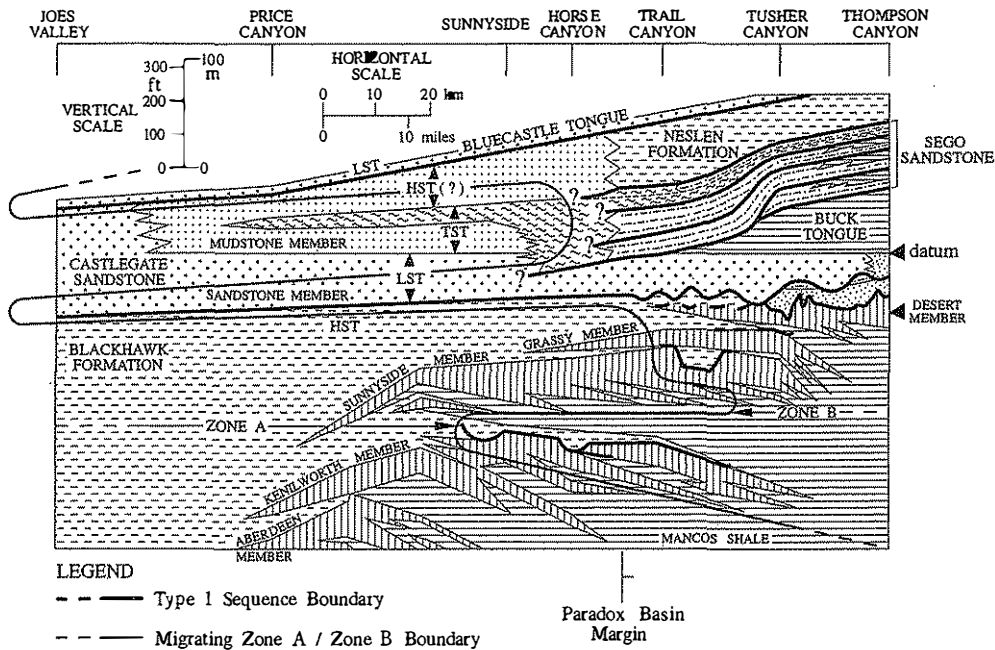 JOES VALLEY
PRICE CANYON
SUNNYSIDE
HORSE CANYON
TRAIL CANYON
TUSHER CANYON
THOMPSON CANYON
300 100
ft m
200
VERTICAL SCALE
100
0 0
HORIZONTAL SCALE
0 10 20 km
0 10 miles
LST BLUECASTLE TONGUE
NESLEN FORMATION
SEGO SANDSTONE
HST (?)
?
?
?
?
TST
BUCK TONGUE
MUDSTONE MEMBER
datum
CASTLEGATE SANDSTONE
LST
SANDSTONE MEMBER
DESERT MEMBER
HST
BLACKHAWK FORMATION
GRASSY MEMBER
SUNNYSIDE MEMBER
ZONE B
ZONE A
KENILWORTH MEMBER
ABERDEEN MEMBER
MANCOS SHALE
LEGEND
Type 1 Sequence Boundary
Migrating Zone A / Zone B Boundary
Paradox Basin Margin